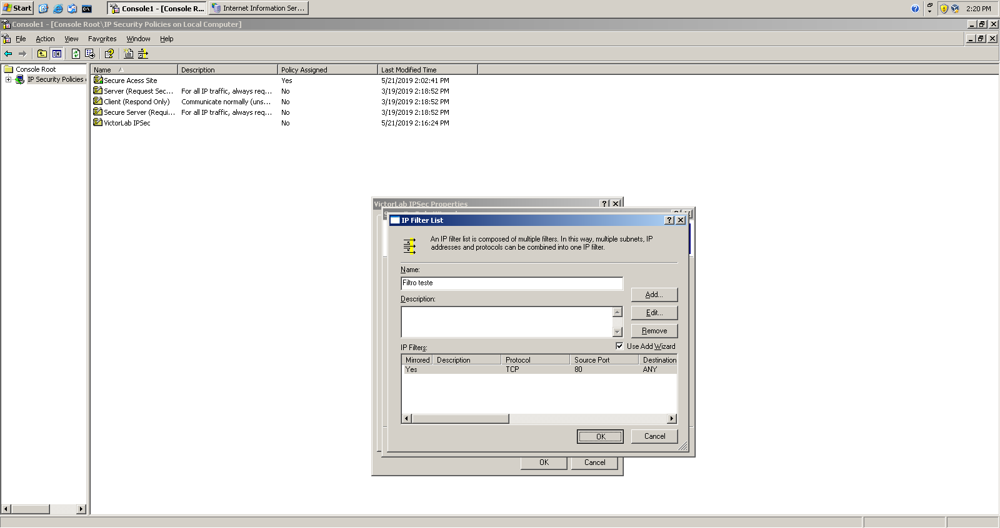 Start
Console1 - [Console R...
Internet Information Ser...
2:20 PM
Console1 - [Console Root\IP Security Policies on Local Computer]
File Action View Favorites Window Help
Console Root
IP Security Policies
Name Description Policy Assigned Last Modified Time
Secure Acess Site Yes 5/21/2019 2:02:41 PM
Server (Request Sec... For all IP traffic, always req... No 3/19/2019 2:18:52 PM
Client (Respond Only) Communicate normally (uns... No 3/19/2019 2:18:52 PM
Secure Server (Requi... For all IP traffic, always req... No 3/19/2019 2:18:52 PM
VictorLab IPSec No 5/21/2019 2:16:24 PM
VictorLab IPSec Properties
IP Filter List
An IP filter list is composed of multiple filters. In this way, multiple subnets, IP
addresses and protocols can be combined into one IP filter.
Name:
Filtro teste
Add...
Description:
Edit...
Remove
IP Filters:
Use Add Wizard
Mirrored Description Protocol Source Port Destination
Yes TCP 80 ANY
OK Cancel
OK Cancel